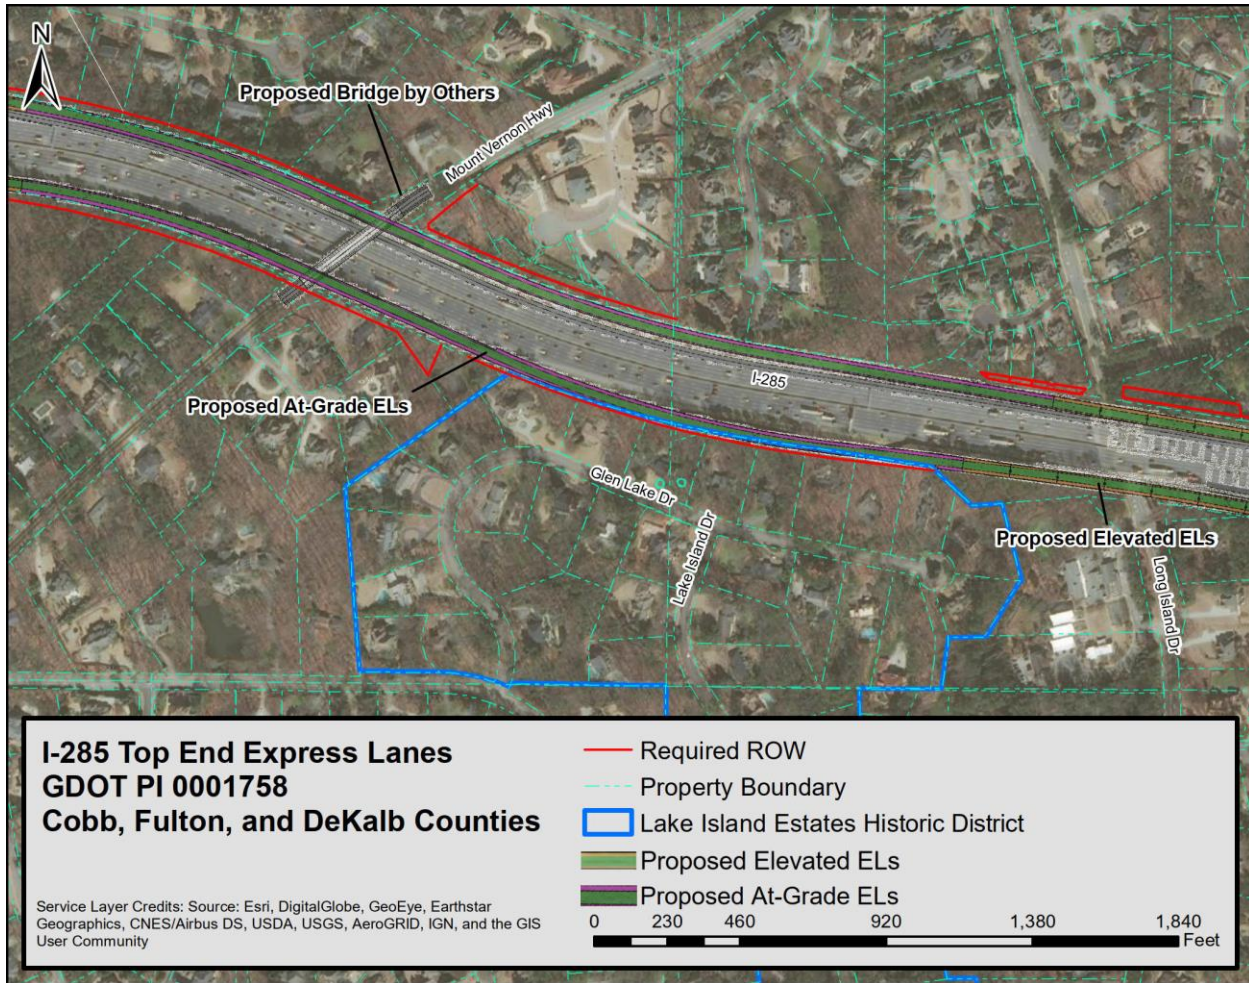 N
Proposed Bridge by Others
Mount Vernon Hwy
I-285
Proposed At-Grade ELs
Glen Lake Dr
Lake Island Dr
Proposed Elevated ELs
Long Island Dr
I-285 Top End Express Lanes
GDOT PI 0001758
Cobb, Fulton, and DeKalb Counties
Service Layer Credits: Source: Esri, DigitalGlobe, GeoEye, Earthstar
Geographics, CNES/Airbus DS, USDA, USGS, AeroGRID, IGN, and the GIS
User Community
Required ROW
Property Boundary
Lake Island Estates Historic District
Proposed Elevated ELs
Proposed At-Grade ELs
0 230 460 920 1,380 1,840
Feet